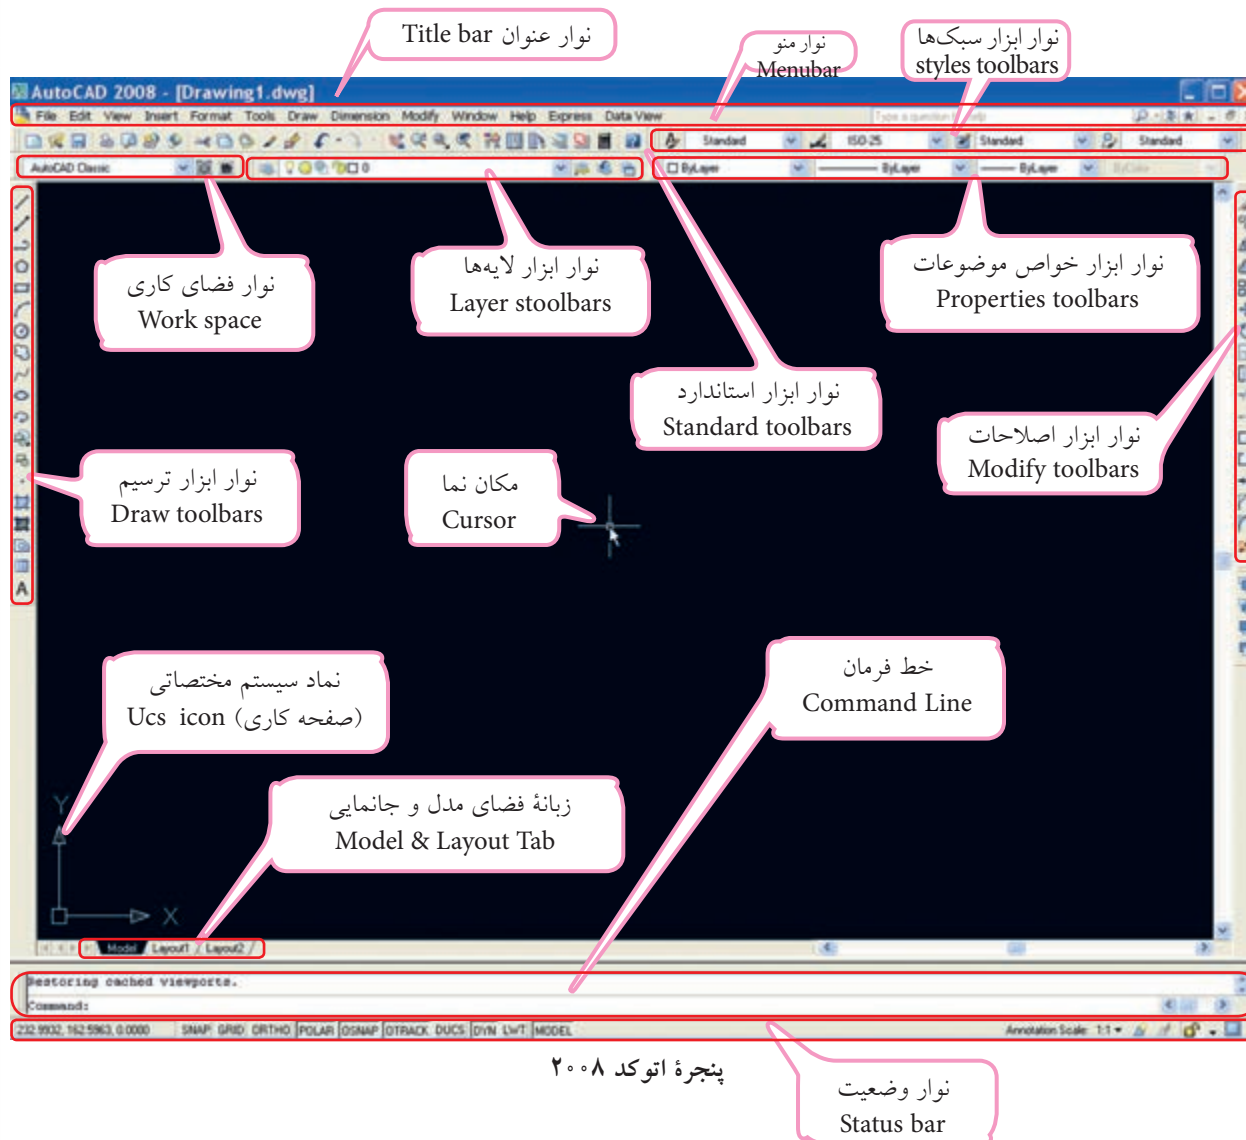 نوار عنوان Title bar
نوار منو
Menubar
نوار ابزار سبک‌ها
styles toolbars
AutoCAD 2008 - [Drawing1.dwg]
File Edit View Insert Format Tools Draw Dimension Modify Window Help Express Data View
Type a question for help
Standard ISO-25 Standard Standard
AutoCAD Classic 0 ByLayer ByLayer ByLayer ByColor
نوار فضای کاری
Work space
نوار ابزار لایه‌ها
Layer stoolbars
نوار ابزار خواص موضوعات
Properties toolbars
نوار ابزار استاندارد
Standard toolbars
نوار ابزار اصلاحات
Modify toolbars
نوار ابزار ترسیم
Draw toolbars
مکان نما
Cursor
A
خط فرمان
Command Line
نماد سیستم مختصاتی
(صفحه کاری) Ucs icon
زبانهٔ فضای مدل و جانمایی
Model & Layout Tab
Y
X
Model Layout1 Layout2
Restoring cached viewports.
Command:
232.9932, 162.5963, 0.0000 SNAP GRID ORTHO POLAR OSNAP OTRACK DUCS DYN LWT MODEL Annotation Scale: 1:1
پنجرهٔ اتوکد ۲۰۰۸
نوار وضعیت
Status bar